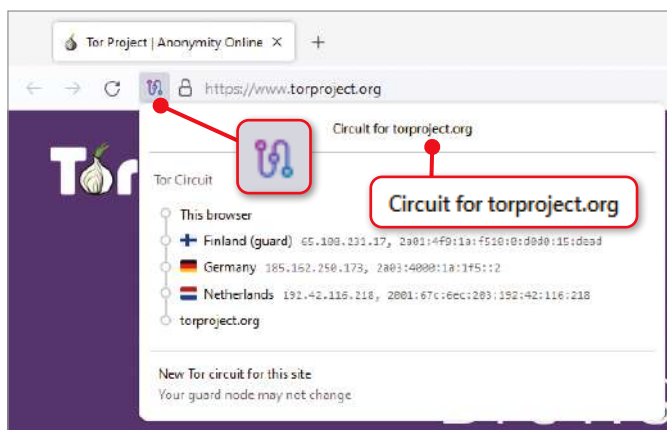 Tor Project | Anonymity Online
https://www.torproject.org
Circuit for torproject.org
Tor
Tor Circuit
Circuit for torproject.org
This browser
Finland (guard) 65.108.231.17, 2a01:4f9:1a:f510:0:d0d0:15:dead
Germany 185.162.250.173, 2a03:4000:1a:1f5::2
Netherlands 192.42.116.218, 2001:67c:6ec:203:192:42:116:218
torproject.org
New Tor circuit for this site
Your guard node may not change